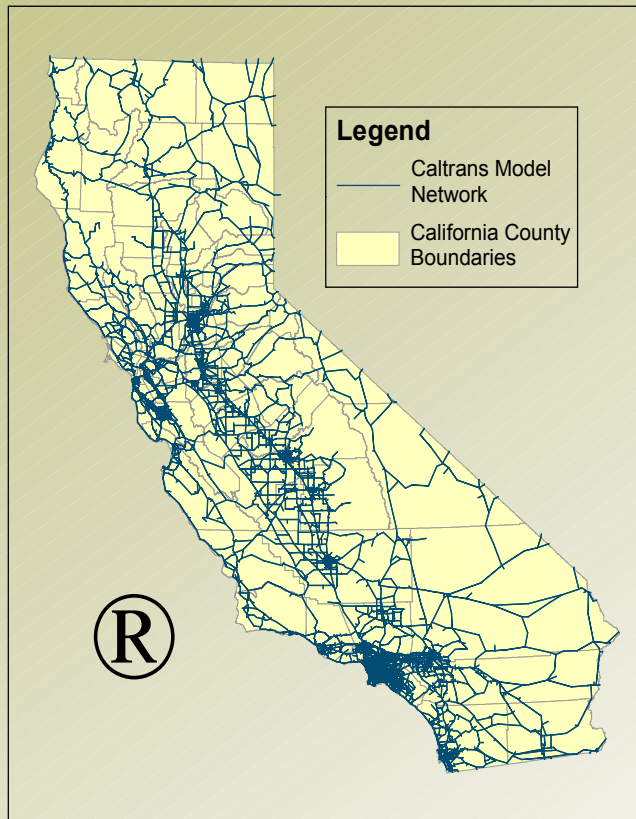 Legend
Caltrans Model
Network
California County
Boundaries
®